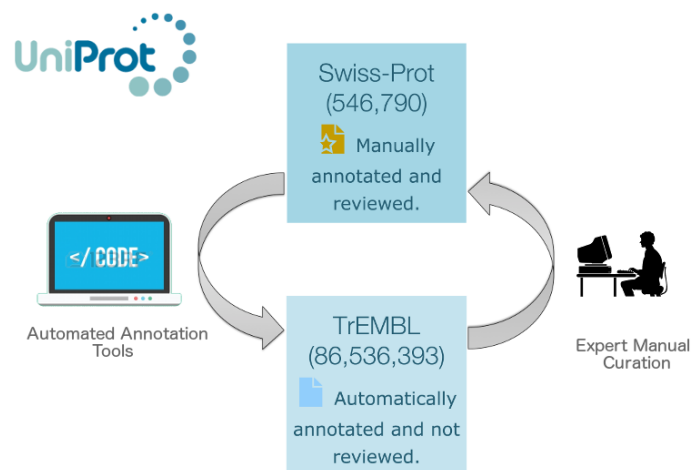 UniProt
Swiss-Prot
(546,790)
Manually
annotated and
reviewed.
</ CODE>
Automated Annotation
Tools
TrEMBL
(86,536,393)
Automatically
annotated and not
reviewed.
Expert Manual
Curation